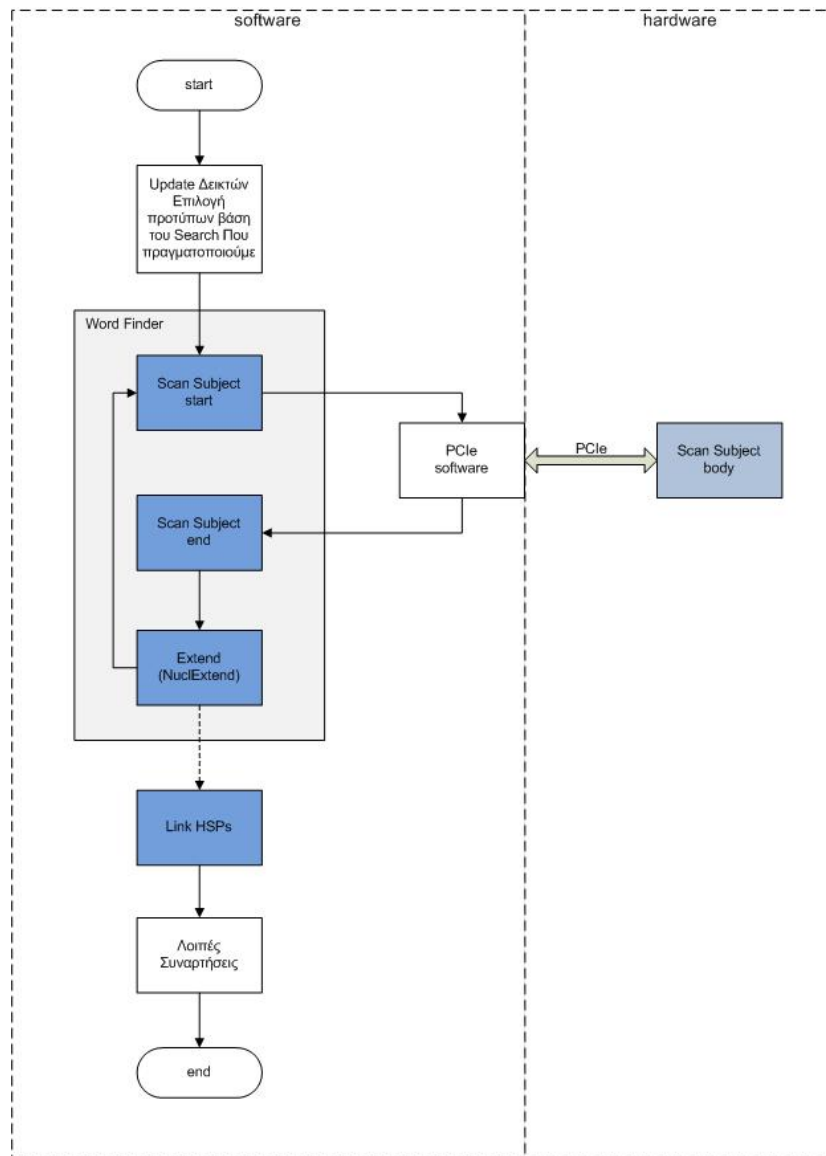 software
hardware
start
Update Δεικτών
Επιλογή
προτύπων βάση
του Search Που
πραγματοποιούμε
Word Finder
Scan Subject
start
PCIe
software
PCIe
Scan Subject
body
Scan Subject
end
Extend
(NuclExtend)
Link HSPs
Λοιπές
Συναρτήσεις
end